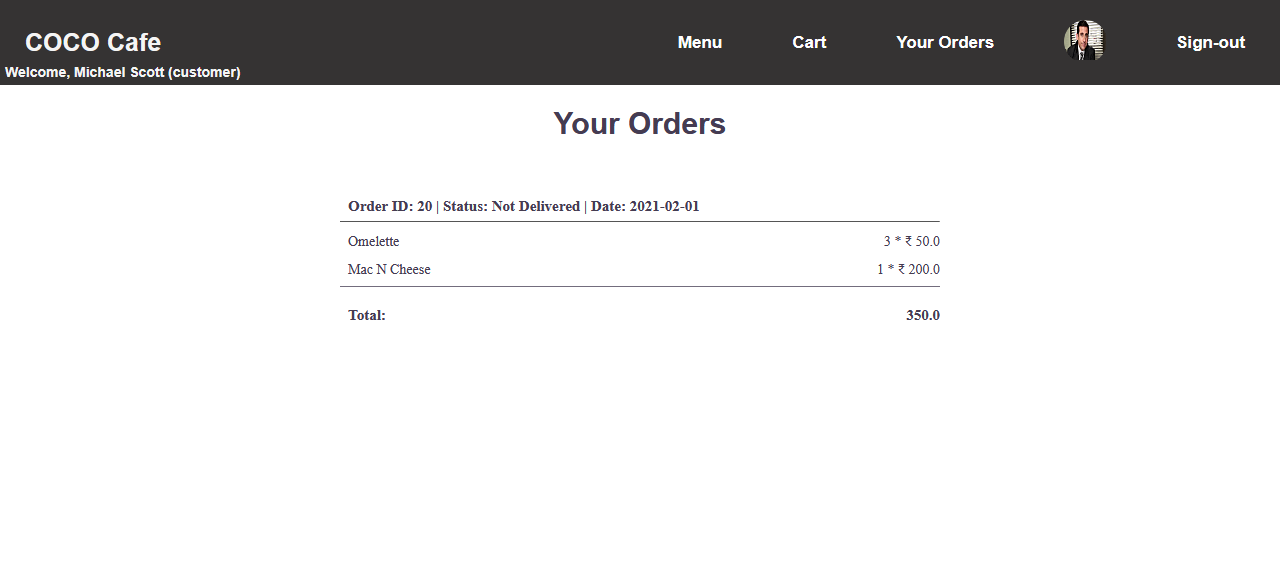 COCO Cafe
Menu Cart Your Orders Sign-out
Welcome, Michael Scott (customer)
Your Orders
Order ID: 20 | Status: Not Delivered | Date: 2021-02-01
Omelette 3 * ₹ 50.0
Mac N Cheese 1 * ₹ 200.0
Total: 350.0